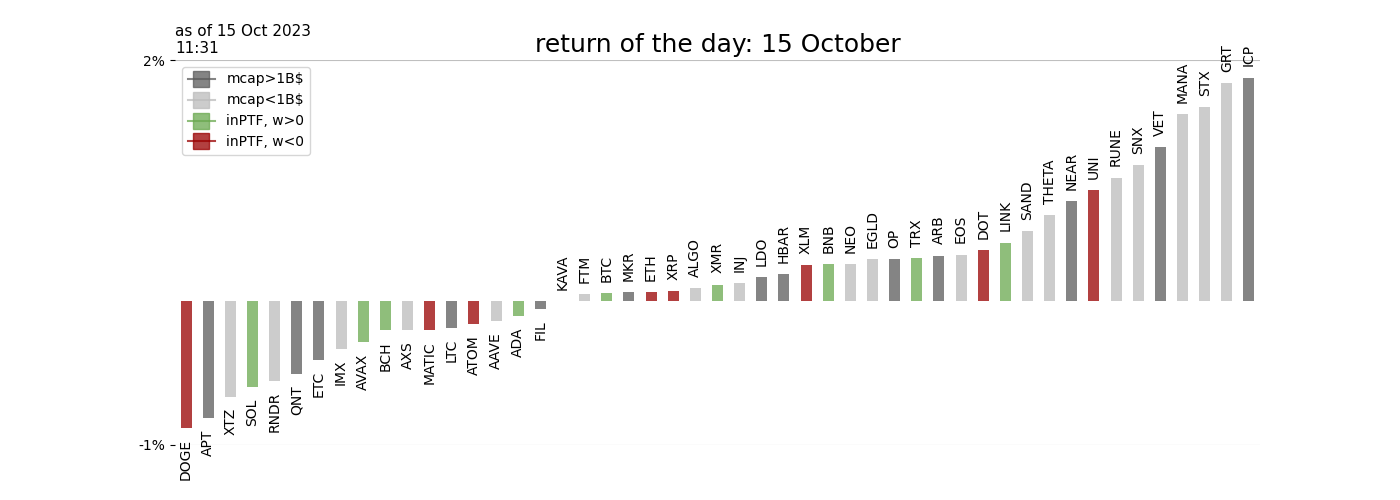 as of 15 Oct 2023
11:31
return of the day: 15 October
2%
mcap>1B$
mcap<1B$
inPTF, w>0
inPTF, w<0
-1%
DOGE
APT
XTZ
SOL
RNDR
QNT
ETC
IMX
AVAX
BCH
AXS
MATIC
LTC
ATOM
AAVE
ADA
FIL
KAVA
FTM
BTC
MKR
ETH
XRP
ALGO
XMR
INJ
LDO
HBAR
XLM
BNB
NEO
EGLD
OP
TRX
ARB
EOS
DOT
LINK
SAND
THETA
NEAR
UNI
RUNE
SNX
VET
MANA
STX
GRT
ICP